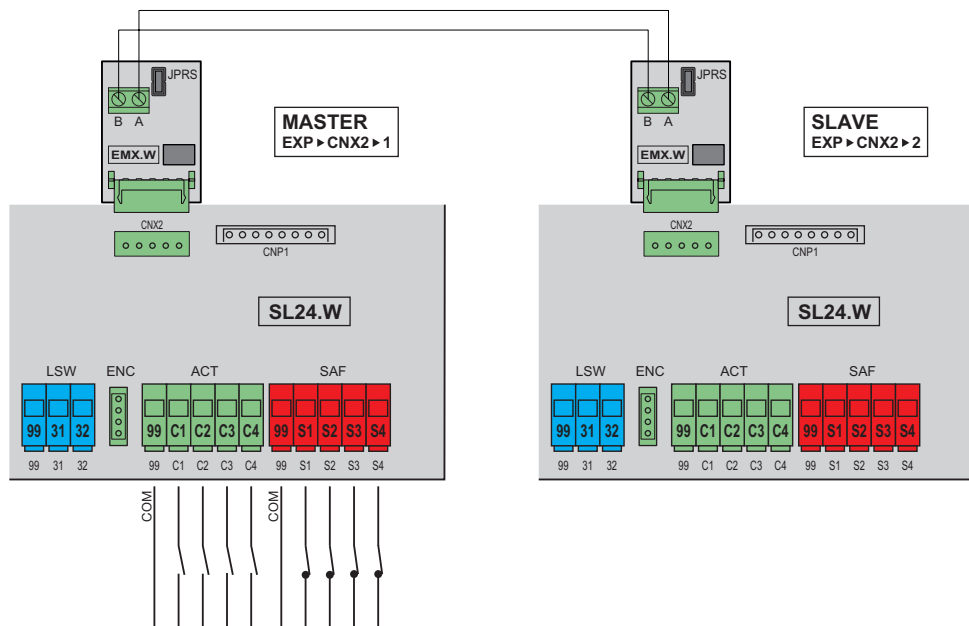 JPRS
B A
EMX.W
MASTER
EXP ▸ CNX2 ▸ 1
CNX2
CNP1
SL24.W
LSW ENC ACT SAF
99 31 32 99 C1 C2 C3 C4 99 S1 S2 S3 S4
99 31 32 99 C1 C2 C3 C4 99 S1 S2 S3 S4
COM COM
JPRS
B A
EMX.W
SLAVE
EXP ▸ CNX2 ▸ 2
CNX2
CNP1
SL24.W
LSW ENC ACT SAF
99 31 32 99 C1 C2 C3 C4 99 S1 S2 S3 S4
99 31 32 99 C1 C2 C3 C4 99 S1 S2 S3 S4